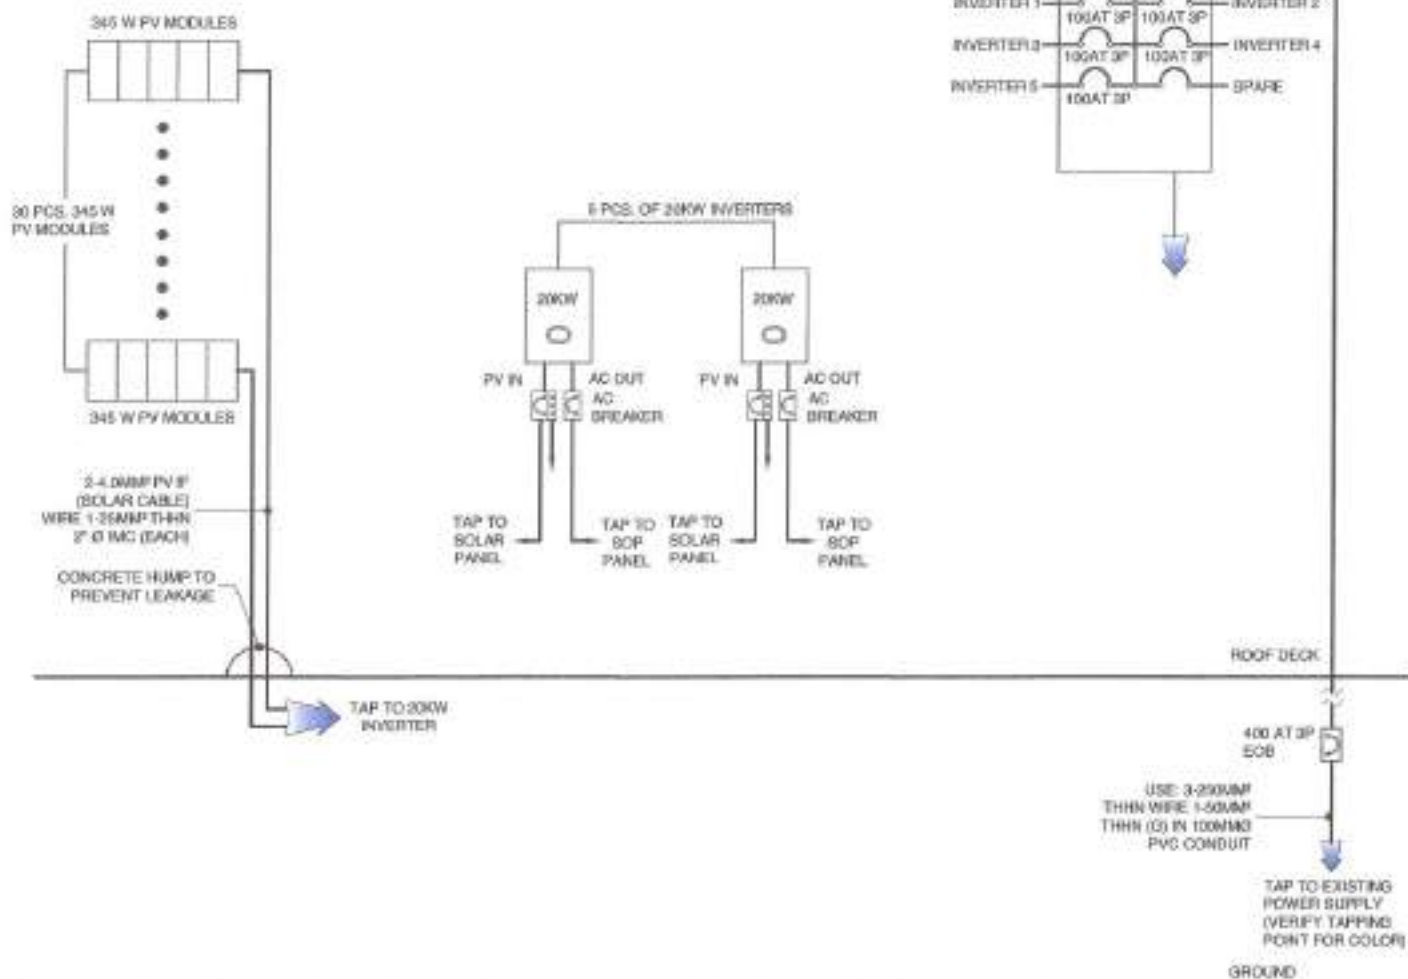 345 W PV MODULES
30 PCS. 345 W
PV MODULES
345 W PV MODULES
2-4.0MM² PV 8²
(SOLAR CABLE)
WIRE 1-25MM² THHN
2" Ø IMC (EACH)
CONCRETE HUMP TO
PREVENT LEAKAGE
TAP TO 20KW
INVERTER
5 PCS. OF 20KW INVERTERS
20KW
20KW
PV IN
AC OUT
AC
BREAKER
PV IN
AC OUT
AC
BREAKER
TAP TO
SOLAR
PANEL
TAP TO
SOP
PANEL
TAP TO
SOLAR
PANEL
TAP TO
SOP
PANEL
INVERTER 1
100AT 3P
100AT 3P
INVERTER 2
INVERTER 3
100AT 3P
100AT 3P
INVERTER 4
INVERTER 5
100AT 3P
SPARE
ROOF DECK
400 AT 3P
ECB
USE: 3-250MM²
THHN WIRE 1-50MM²
THHN (G) IN 100MMØ
PVC CONDUIT
TAP TO EXISTING
POWER SUPPLY
(VERIFY TAPPING
POINT FOR COLOR)
GROUND